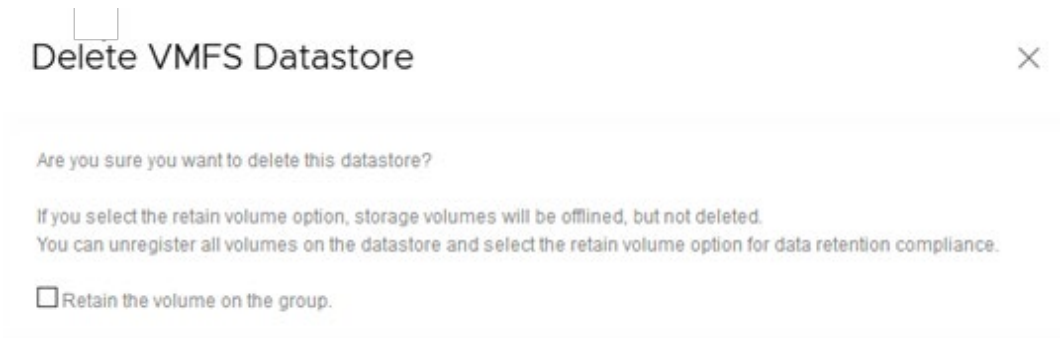 Delete VMFS Datastore
Are you sure you want to delete this datastore?
If you select the retain volume option, storage volumes will be offlined, but not deleted.
You can unregister all volumes on the datastore and select the retain volume option for data retention compliance.
Retain the volume on the group.